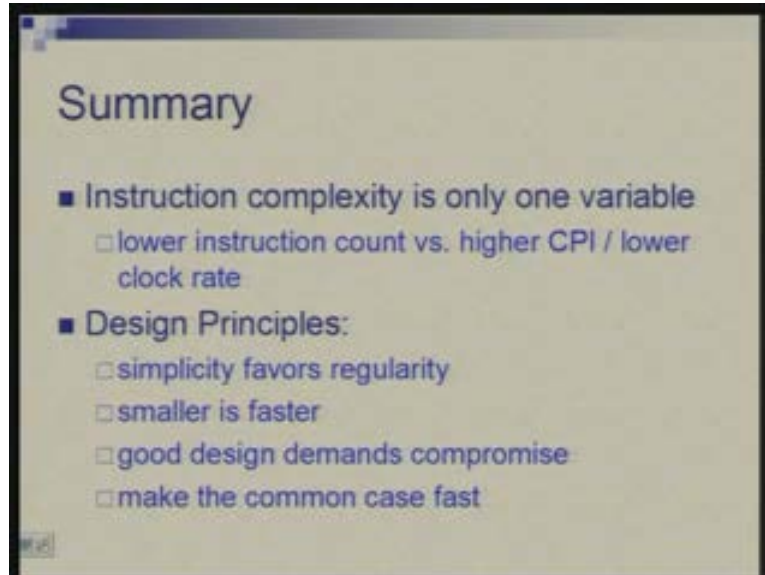 Summary
Instruction complexity is only one variable
lower instruction count vs. higher CPI / lower
clock rate
Design Principles:
simplicity favors regularity
smaller is faster
good design demands compromise
make the common case fast